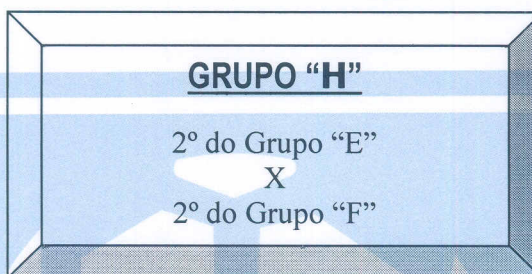 GRUPO “H”
2º do Grupo “E”
X
2º do Grupo “F”